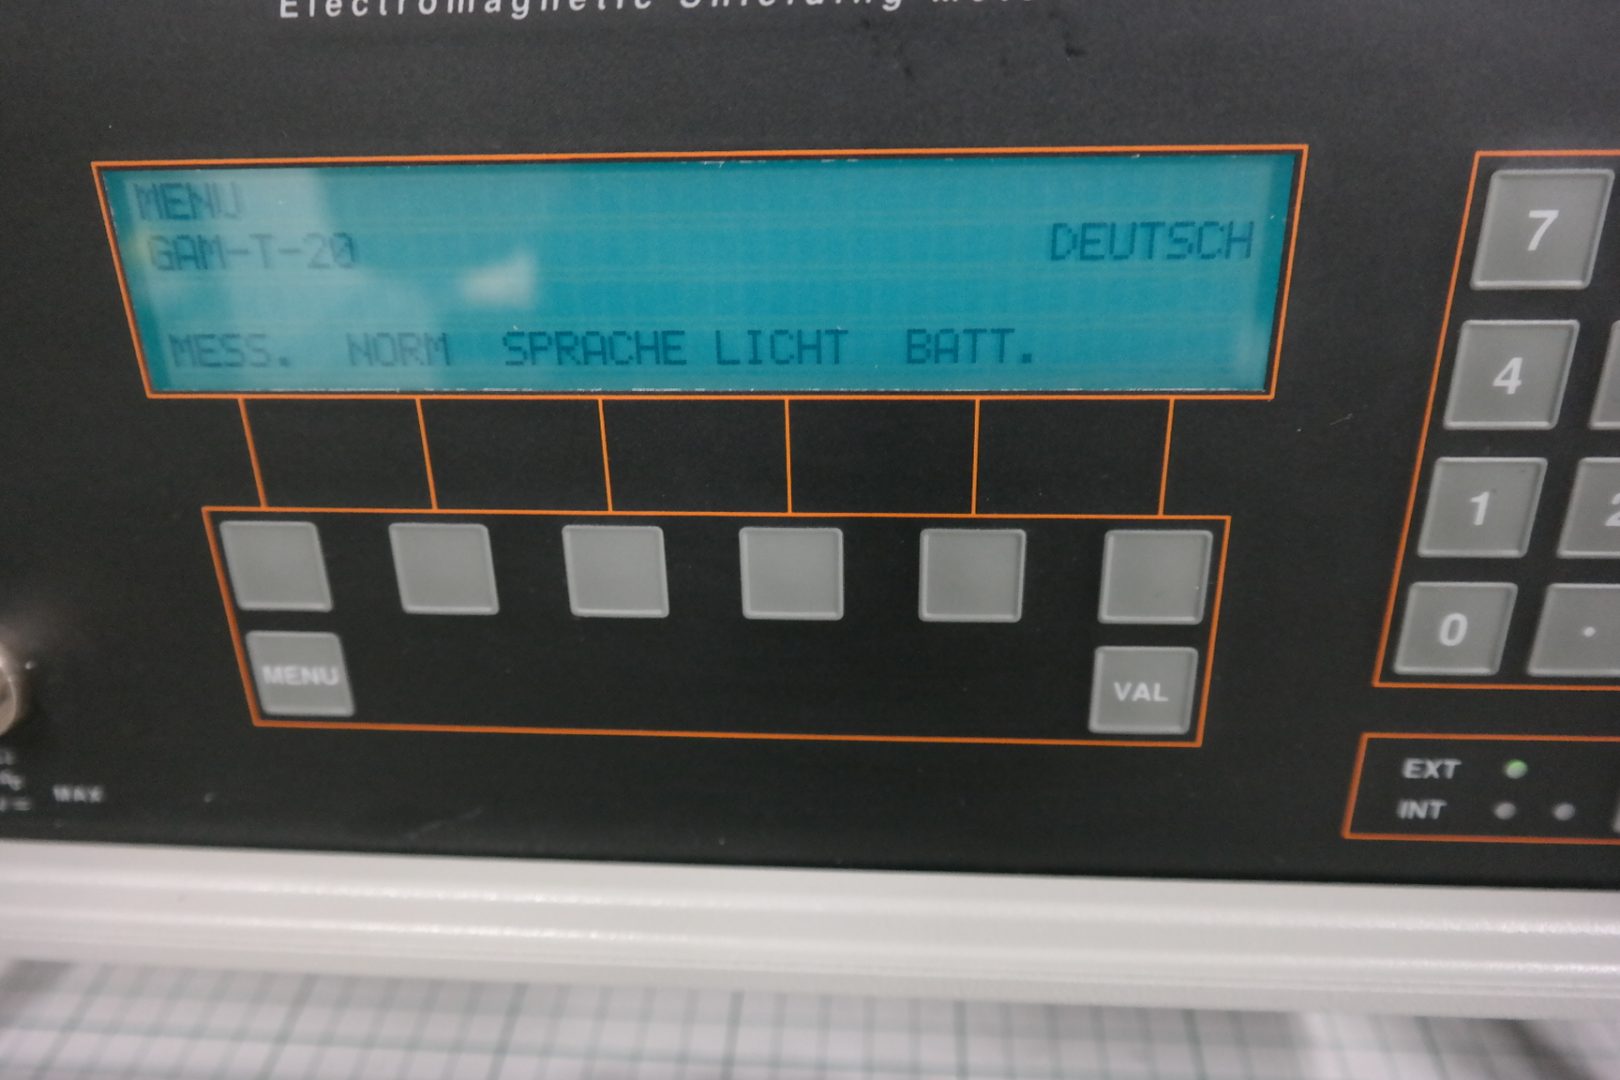 Electromagnetic Shielding
MENU
GAM-T-20 DEUTSCH
MESS. NORM SPRACHE LICHT BATT.
MENU VAL
7
4
1 2
0 .
EXT
INT
MAX